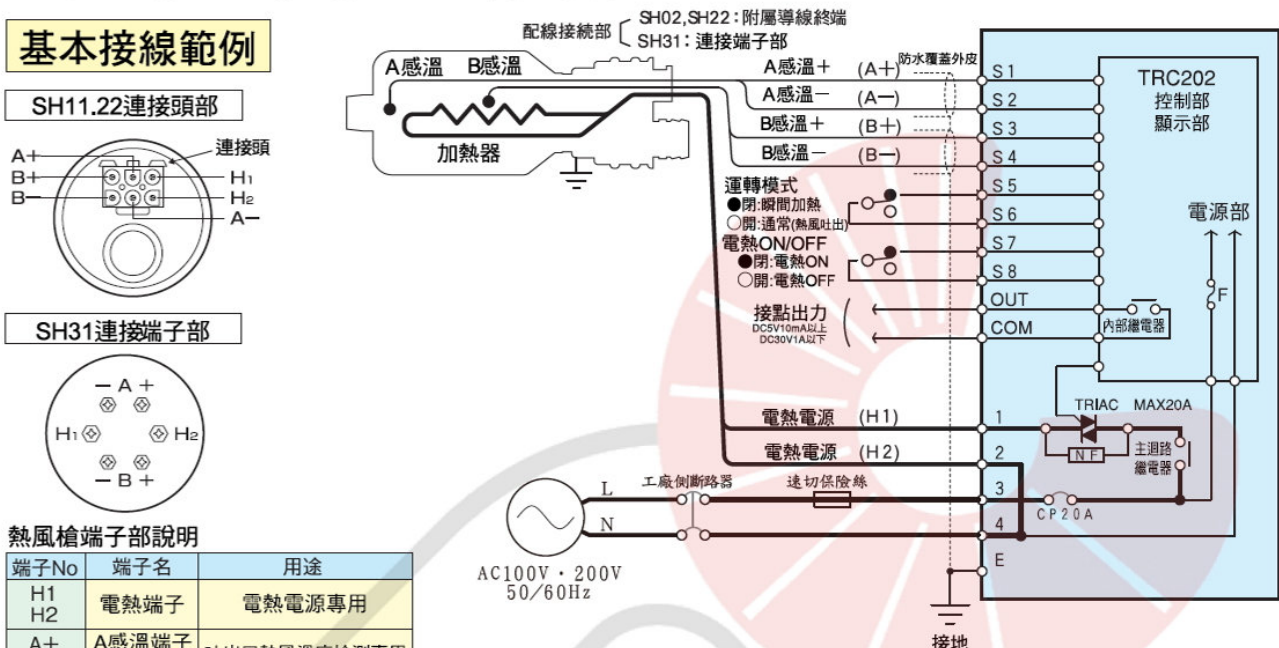 基本接線範例
SH11.22連接頭部
A+
B+
B−
連接頭
H1
H2
A−
SH31連接端子部
− A +
H1
H2
− B +
熱風槍端子部說明
端子No 端子名 用途
H1
H2
電熱端子
電熱電源專用
A+
A感溫端子
配線接続部
SH02,SH22：附屬導線終端
SH31：連接端子部
A感溫
B感溫
加熱器
A感溫+ (A+)
A感溫− (A−)
B感溫+ (B+)
B感溫− (B−)
防水覆蓋外皮
運轉模式
●閉:瞬間加熱
○開:通常(熱風吐出)
電熱ON/OFF
●閉:電熱ON
○開:電熱OFF
接點出力
DC5V10mA以上
DC30V1A以下
電熱電源 (H1)
電熱電源 (H2)
L
N
工廠側斷路器
速切保險絲
AC100V・200V
50/60Hz
接地
S1
S2
S3
S4
S5
S6
S7
S8
OUT
COM
1
2
3
4
E
TRC202
控制部
顯示部
電源部
F
內部繼電器
TRIAC MAX20A
NF
主迴路
繼電器
CP20A